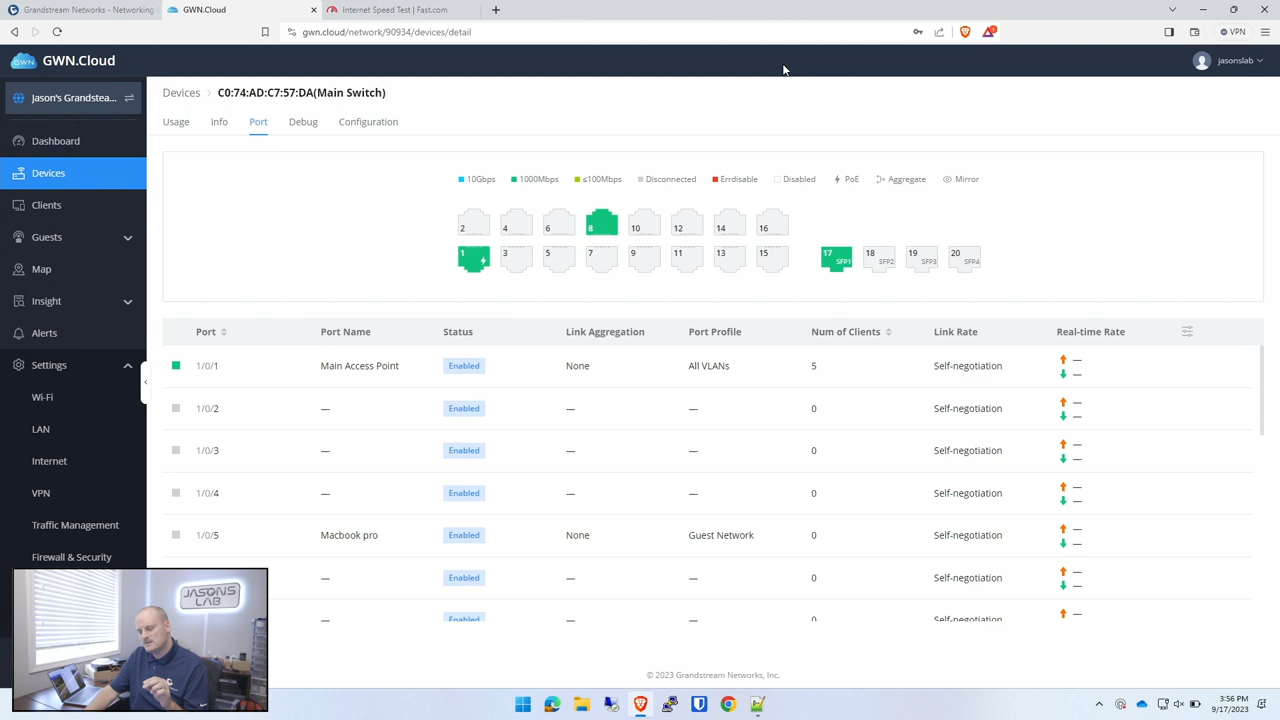 Grandstream Networks - Networking
GWN.Cloud
Internet Speed Test | Fast.com
gwn.cloud/network/90934/devices/detail
VPN
GWN.Cloud
jasonslab
Jason's Grandstrea...
Devices
C0:74:AD:C7:57:DA(Main Switch)
Usage Info Port Debug Configuration
Dashboard
Devices
Clients
Guests
Map
Insight
Alerts
Settings
Wi-Fi
LAN
Internet
VPN
Traffic Management
Firewall & Security
10Gbps 1000Mbps ≤100Mbps Disconnected Errdisable Disabled PoE Aggregate Mirror
2 4 6 8 10 12 14 16
1 3 5 7 9 11 13 15 17 SFP1 18 SFP2 19 SFP3 20 SFP4
Port Port Name Status Link Aggregation Port Profile Num of Clients Link Rate Real-time Rate
1/0/1 Main Access Point Enabled None All VLANs 5 Self-negotiation — —
1/0/2 — Enabled — — 0 Self-negotiation — —
1/0/3 — Enabled — — 0 Self-negotiation — —
1/0/4 — Enabled — — 0 Self-negotiation — —
1/0/5 Macbook pro Enabled None Guest Network 0 Self-negotiation — —
— Enabled — — 0 Self-negotiation — —
— Enabled — — 0 Self-negotiation —
JASONS
LAB
© 2023 Grandstream Networks, Inc.
3:56 PM
9/17/2023